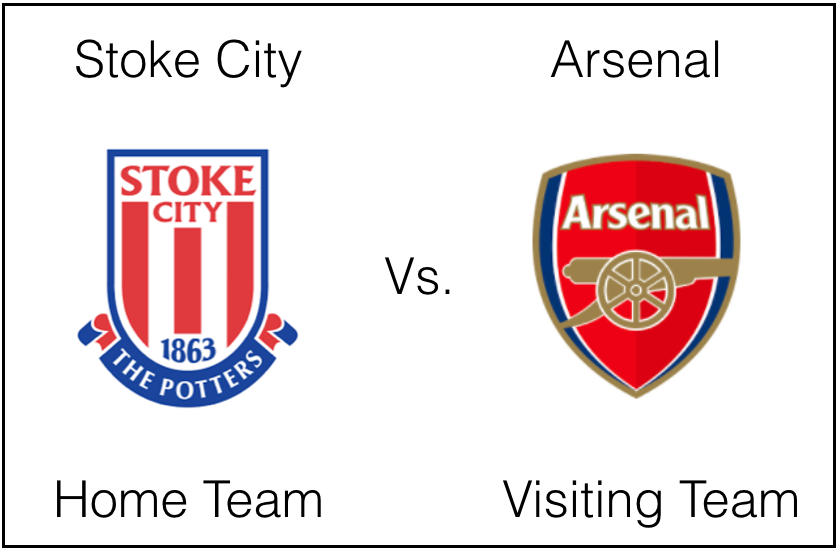 Stoke City
Arsenal
STOKE
CITY
1863
THE POTTERS
Vs.
Arsenal
Home Team
Visiting Team